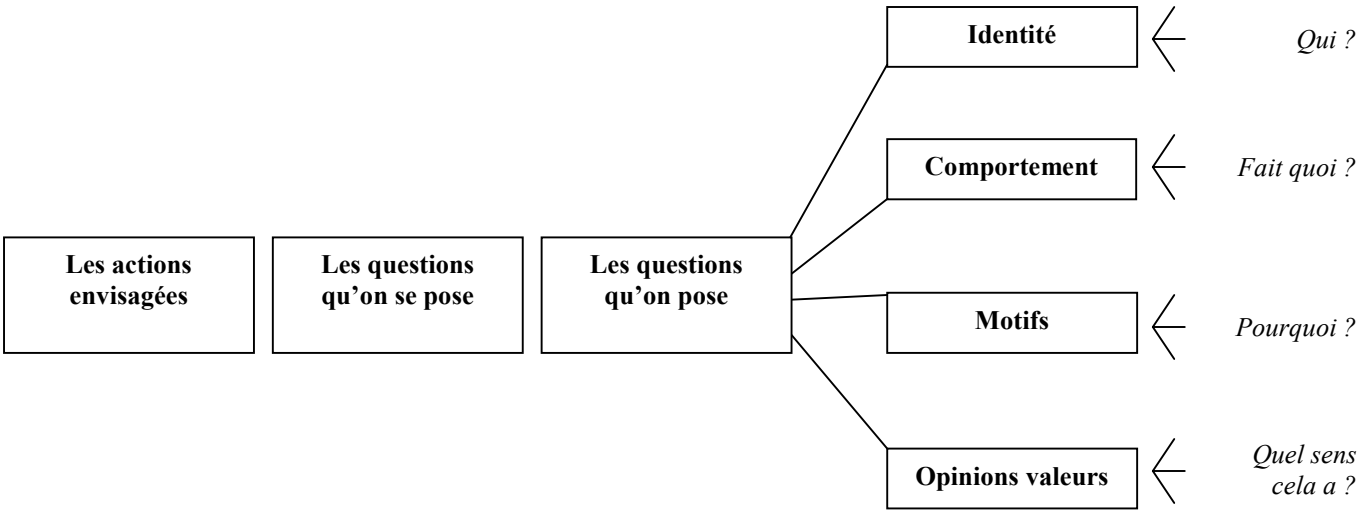 Identité
Qui ?
Comportement
Fait quoi ?
Les actions
envisagées
Les questions
qu’on se pose
Les questions
qu’on pose
Motifs
Pourquoi ?
Opinions valeurs
Quel sens
cela a ?